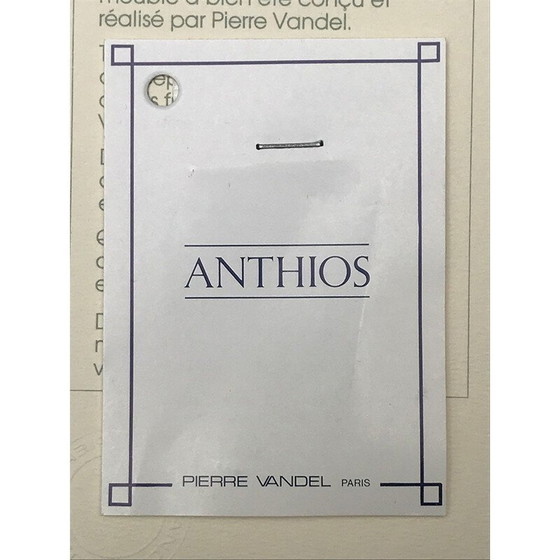 meuble a bien été conçu et
réalisé par Pierre Vandel.
ANTHIOS
PIERRE VANDEL PARIS